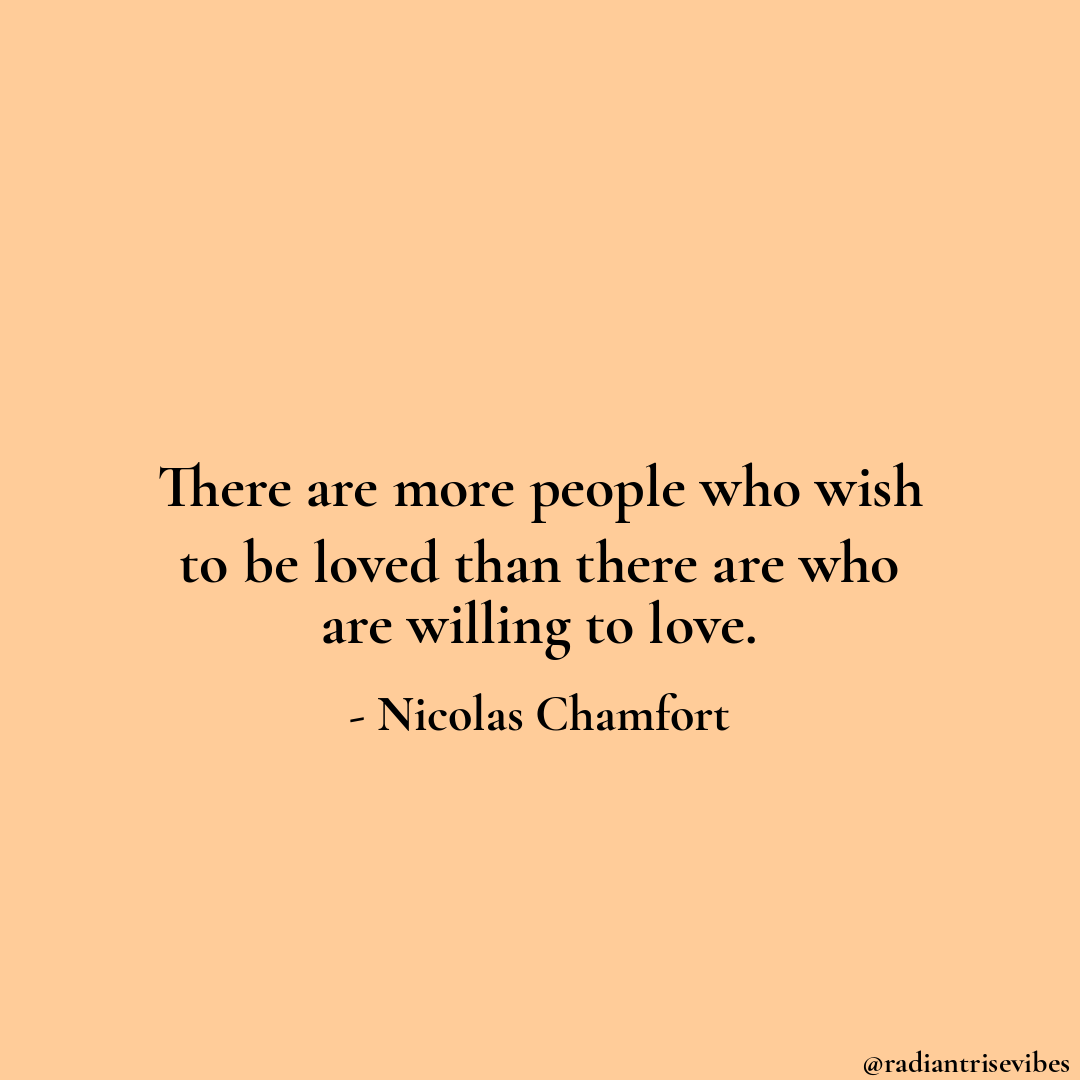 There are more people who wish
to be loved than there are who
are willing to love.
- Nicolas Chamfort
@radiantrisevibes